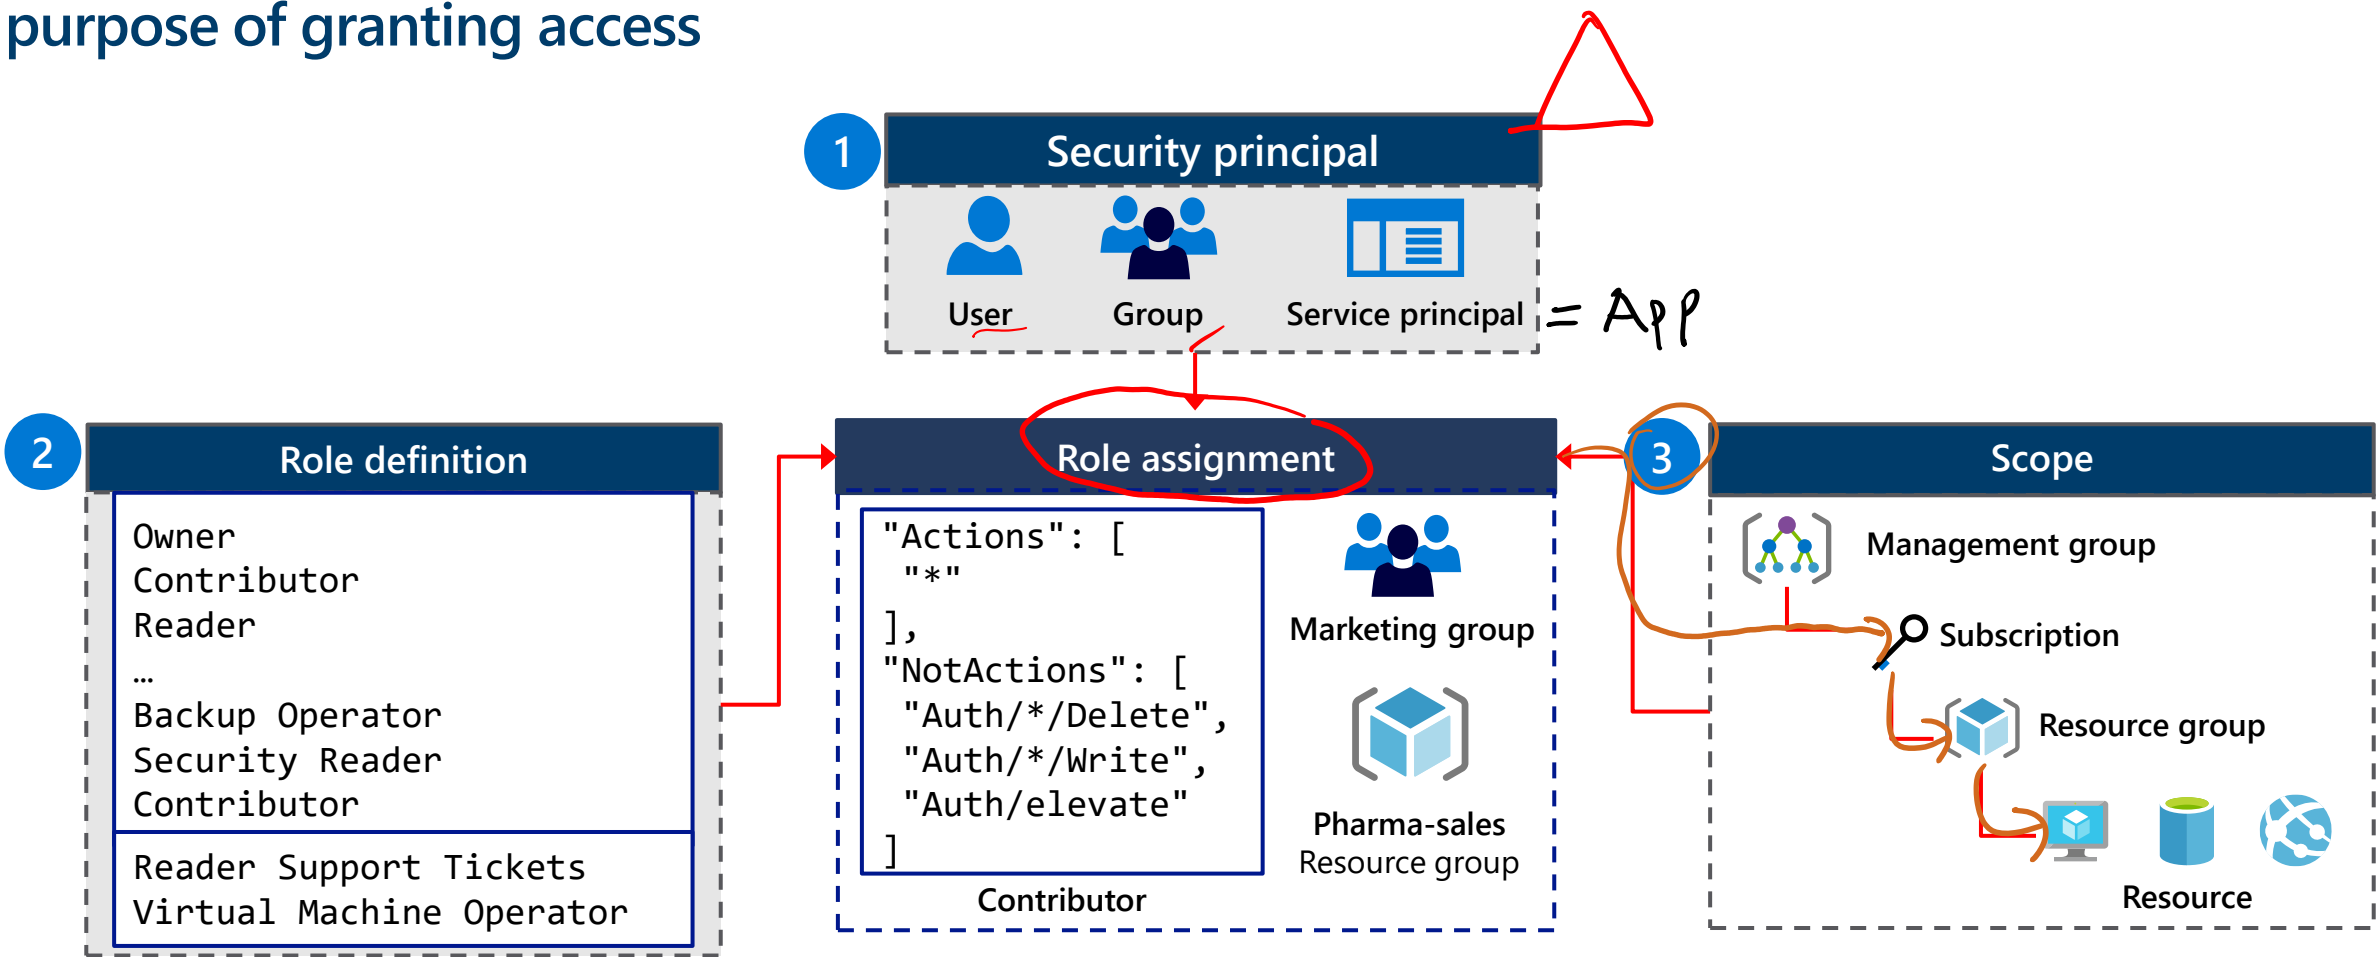 purpose of granting access
1
Security principal
User
Group
Service principal
= App
2
Role definition
Owner
Contributor
Reader
…
Backup Operator
Security Reader
Contributor
Reader Support Tickets
Virtual Machine Operator
Role assignment
"Actions": [
"*"
],
"NotActions": [
"Auth/*/Delete",
"Auth/*/Write",
"Auth/elevate"
]
Contributor
Marketing group
Pharma-sales
Resource group
3
Scope
Management group
Subscription
Resource group
Resource